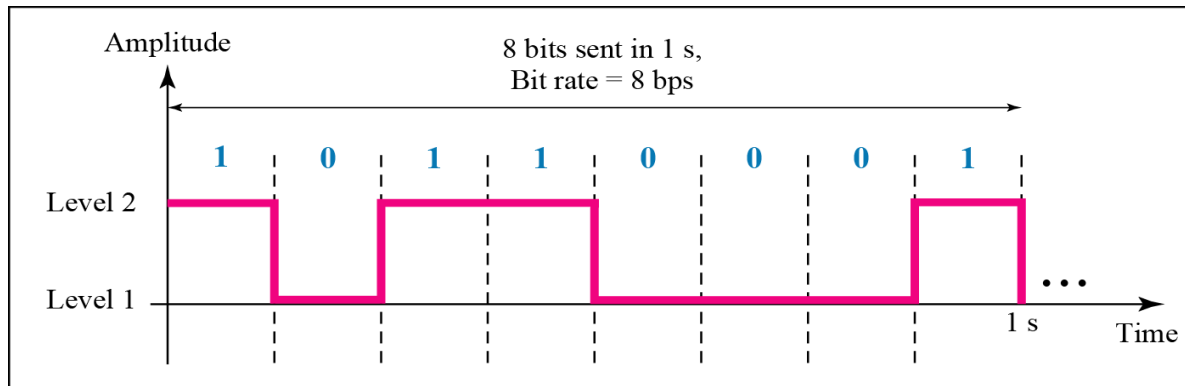 Amplitude
8 bits sent in 1 s,
Bit rate = 8 bps
1 0 1 1 0 0 0 1
Level 2
Level 1
...
1 s
Time